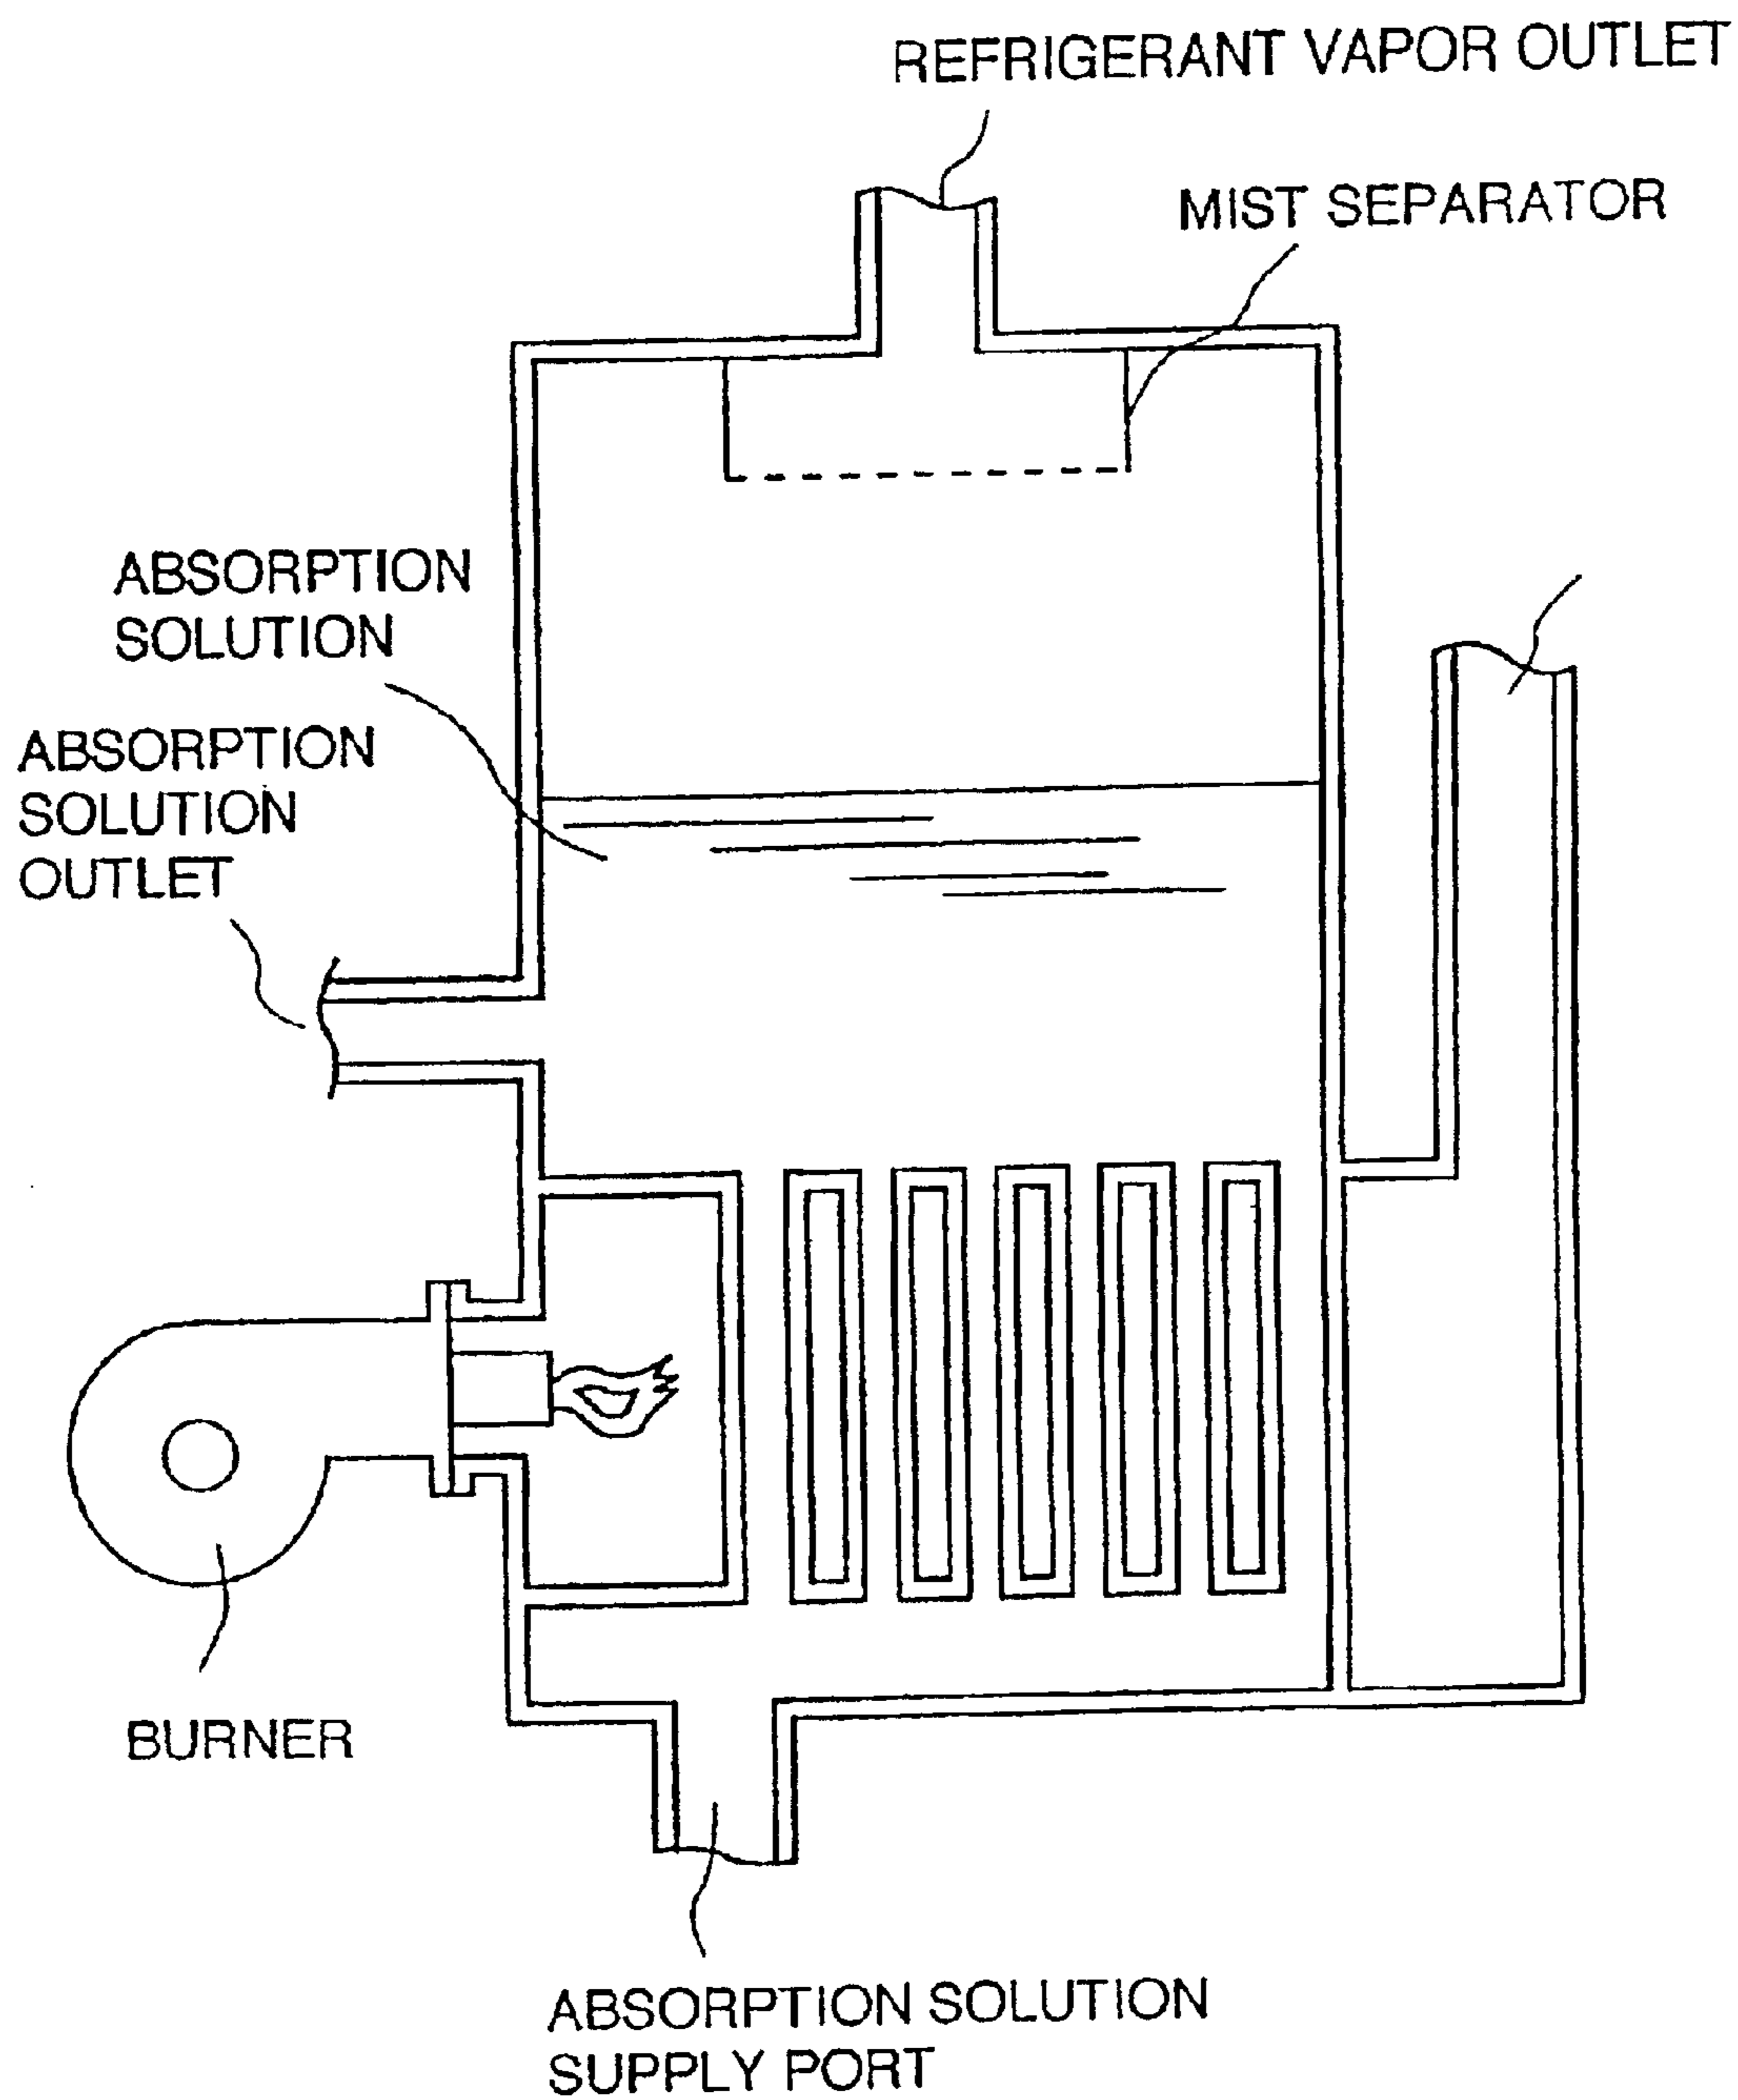 REFRIGERANT VAPOR OUTLET
MIST SEPARATOR
ABSORPTION
SOLUTION
ABSORPTION
SOLUTION
OUTLET
BURNER
ABSORPTION SOLUTION
SUPPLY PORT